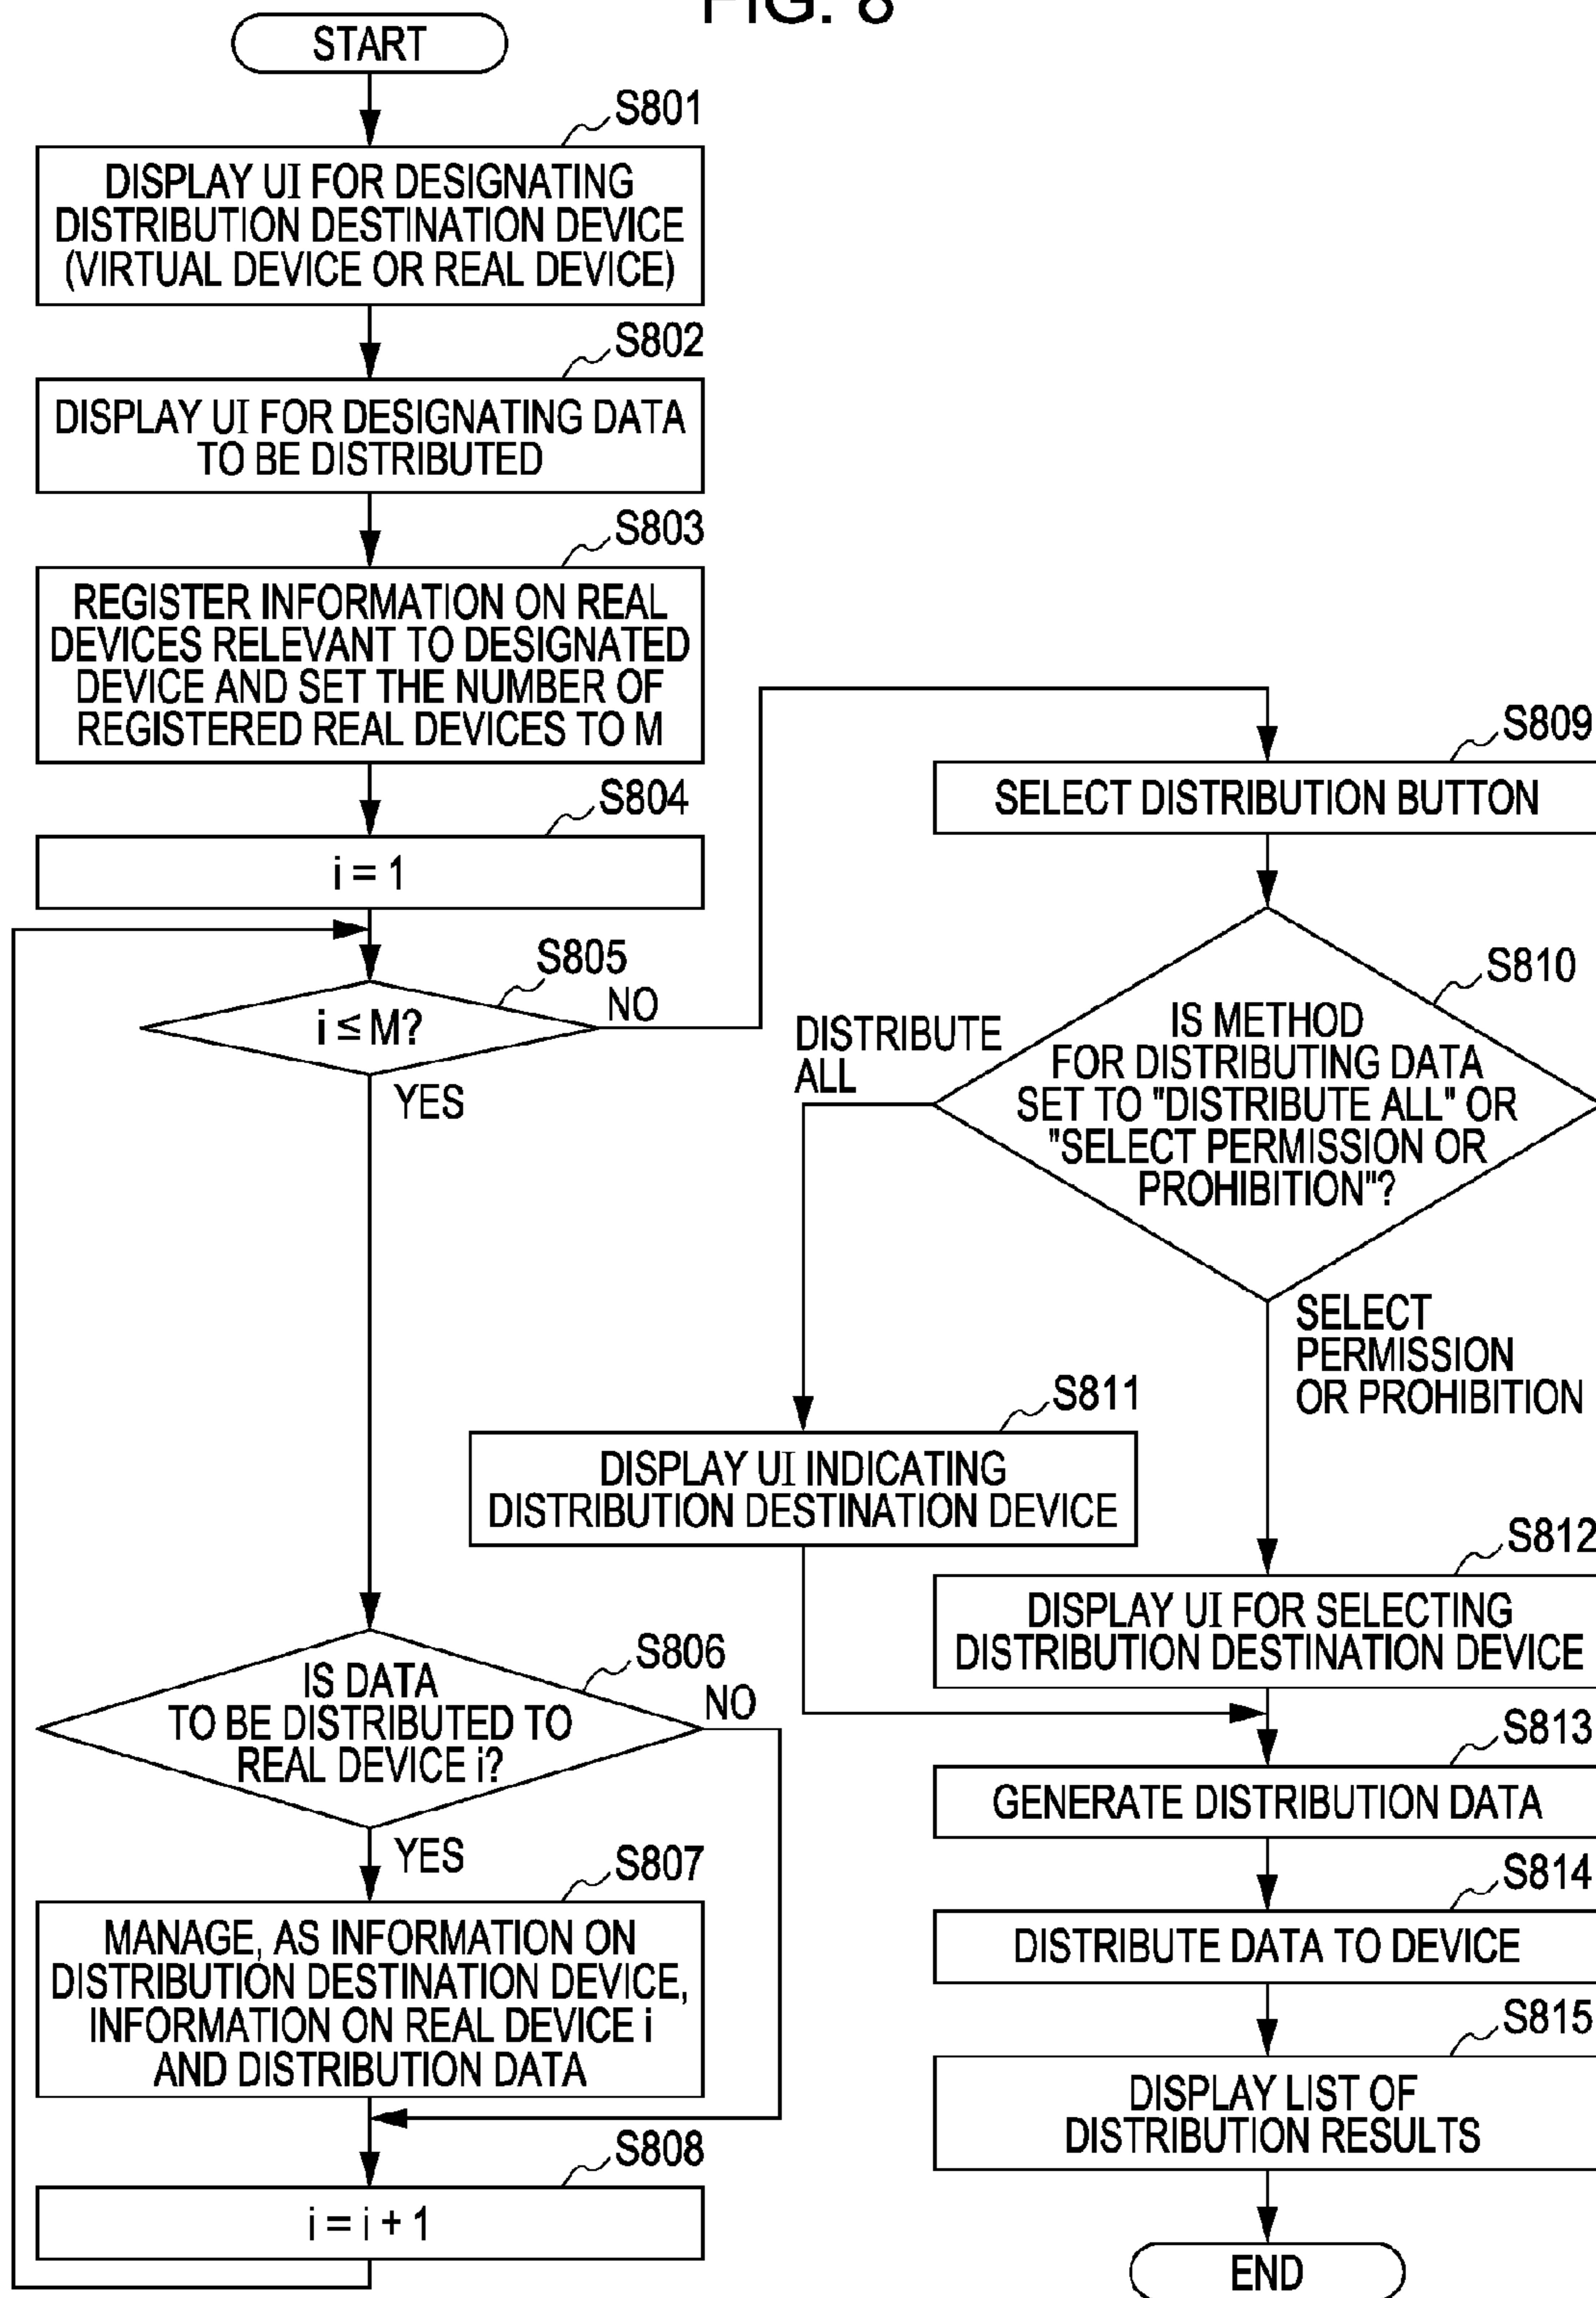 FIG. 8
START
S801
DISPLAY UI FOR DESIGNATING
DISTRIBUTION DESTINATION DEVICE
(VIRTUAL DEVICE OR REAL DEVICE)
S802
DISPLAY UI FOR DESIGNATING DATA
TO BE DISTRIBUTED
S803
REGISTER INFORMATION ON REAL
DEVICES RELEVANT TO DESIGNATED
DEVICE AND SET THE NUMBER OF
REGISTERED REAL DEVICES TO M
S804
i = 1
S805
i ≤ M?
NO
YES
S806
IS DATA
TO BE DISTRIBUTED TO
REAL DEVICE i?
NO
YES
S807
MANAGE, AS INFORMATION ON
DISTRIBUTION DESTINATION DEVICE,
INFORMATION ON REAL DEVICE i
AND DISTRIBUTION DATA
S808
i = i + 1
S809
SELECT DISTRIBUTION BUTTON
S810
IS METHOD
FOR DISTRIBUTING DATA
SET TO "DISTRIBUTE ALL" OR
"SELECT PERMISSION OR
PROHIBITION"?
DISTRIBUTE
ALL
SELECT
PERMISSION
OR PROHIBITION
S811
DISPLAY UI INDICATING
DISTRIBUTION DESTINATION DEVICE
S812
DISPLAY UI FOR SELECTING
DISTRIBUTION DESTINATION DEVICE
S813
GENERATE DISTRIBUTION DATA
S814
DISTRIBUTE DATA TO DEVICE
S815
DISPLAY LIST OF
DISTRIBUTION RESULTS
END